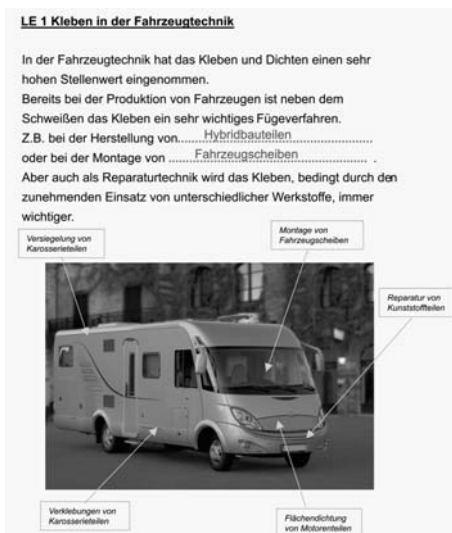 LE 1 Kleben in der Fahrzeugtechnik
In der Fahrzeugtechnik hat das Kleben und Dichten einen sehr
hohen Stellenwert eingenommen.
Bereits bei der Produktion von Fahrzeugen ist neben dem
Schweißen das Kleben ein sehr wichtiges Fügeverfahren.
Z.B. bei der Herstellung von......Hybridbauteilen......
oder bei der Montage von ......Fahrzeugscheiben...... .
Aber auch als Reparaturtechnik wird das Kleben, bedingt durch den
zunehmenden Einsatz von unterschiedlicher Werkstoffe, immer
wichtiger.
Versiegelung von
Karosserieteilen
Montage von
Fahrzeugscheiben
Reparatur von
Kunststoffteilen
Verklebungen von
Karosserieteilen
Flächendichtung
von Motorenteilen